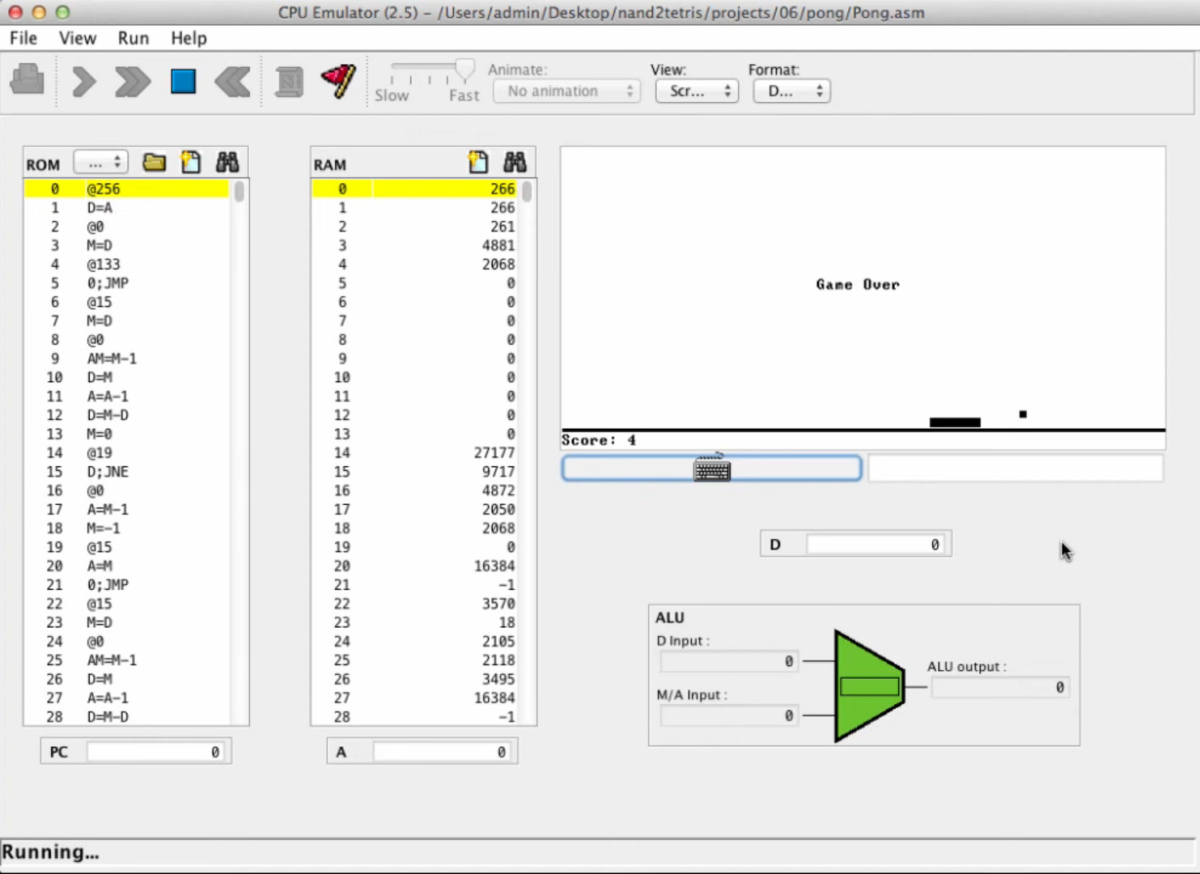 CPU Emulator (2.5) – /Users/admin/Desktop/nand2tetris/projects/06/pong/Pong.asm
File View Run Help
Slow Fast
Animate:
No animation
View:
Scr...
Format:
D...
ROM ...
0 @256
1 D=A
2 @0
3 M=D
4 @133
5 0;JMP
6 @15
7 M=D
8 @0
9 AM=M-1
10 D=M
11 A=A-1
12 D=M-D
13 M=0
14 @19
15 D;JNE
16 @0
17 A=M-1
18 M=-1
19 @15
20 A=M
21 0;JMP
22 @15
23 M=D
24 @0
25 AM=M-1
26 D=M
27 A=A-1
28 D=M-D
PC 0
RAM
0 266
1 266
2 261
3 4881
4 2068
5 0
6 0
7 0
8 0
9 0
10 0
11 0
12 0
13 0
14 27177
15 9717
16 4872
17 2050
18 2068
19 0
20 16384
21 -1
22 3570
23 18
24 2105
25 2118
26 3495
27 16384
28 -1
A 0
Game Over
Score: 4
D 0
ALU
D Input :
0
M/A Input :
0
ALU output :
0
Running...